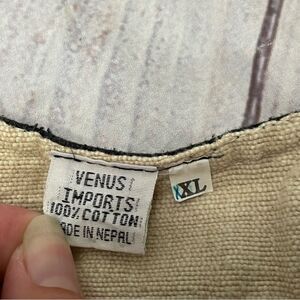 VENUS
IMPORTS
100% COTTON
ADE IN NEPAL
XL